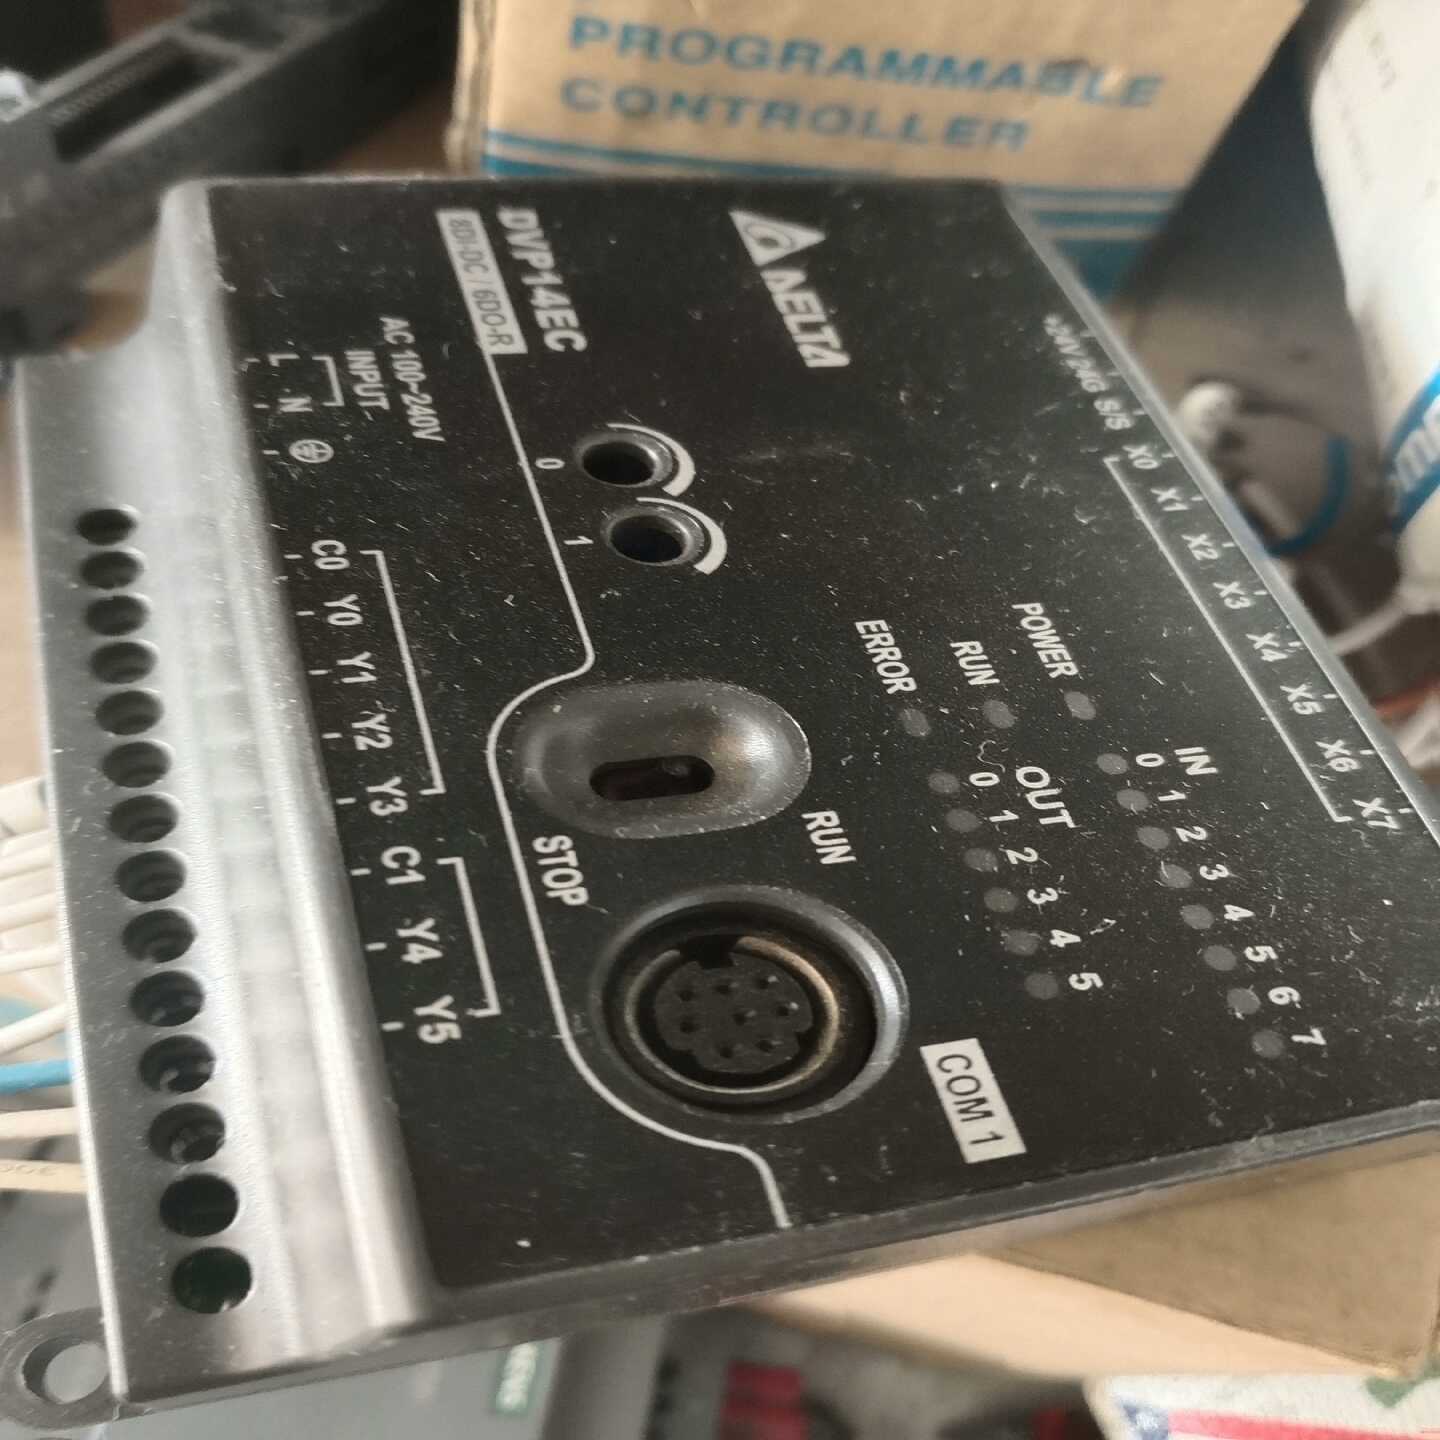 PROGRAMMABLE
CONTROLLER
DELTA
DVP14EC
8DI-DC / 6DO-R
+24V 24G S/S X0 X1 X2 X3 X4 X5 X6 X7
POWER
RUN
ERROR
IN
0 1 2 3 4 5 6 7
OUT
0 1 2 3 4 5
0
1
RUN
STOP
COM 1
AC 100~240V
INPUT
L N
C0 Y0 Y1 Y2 Y3 C1 Y4 Y5